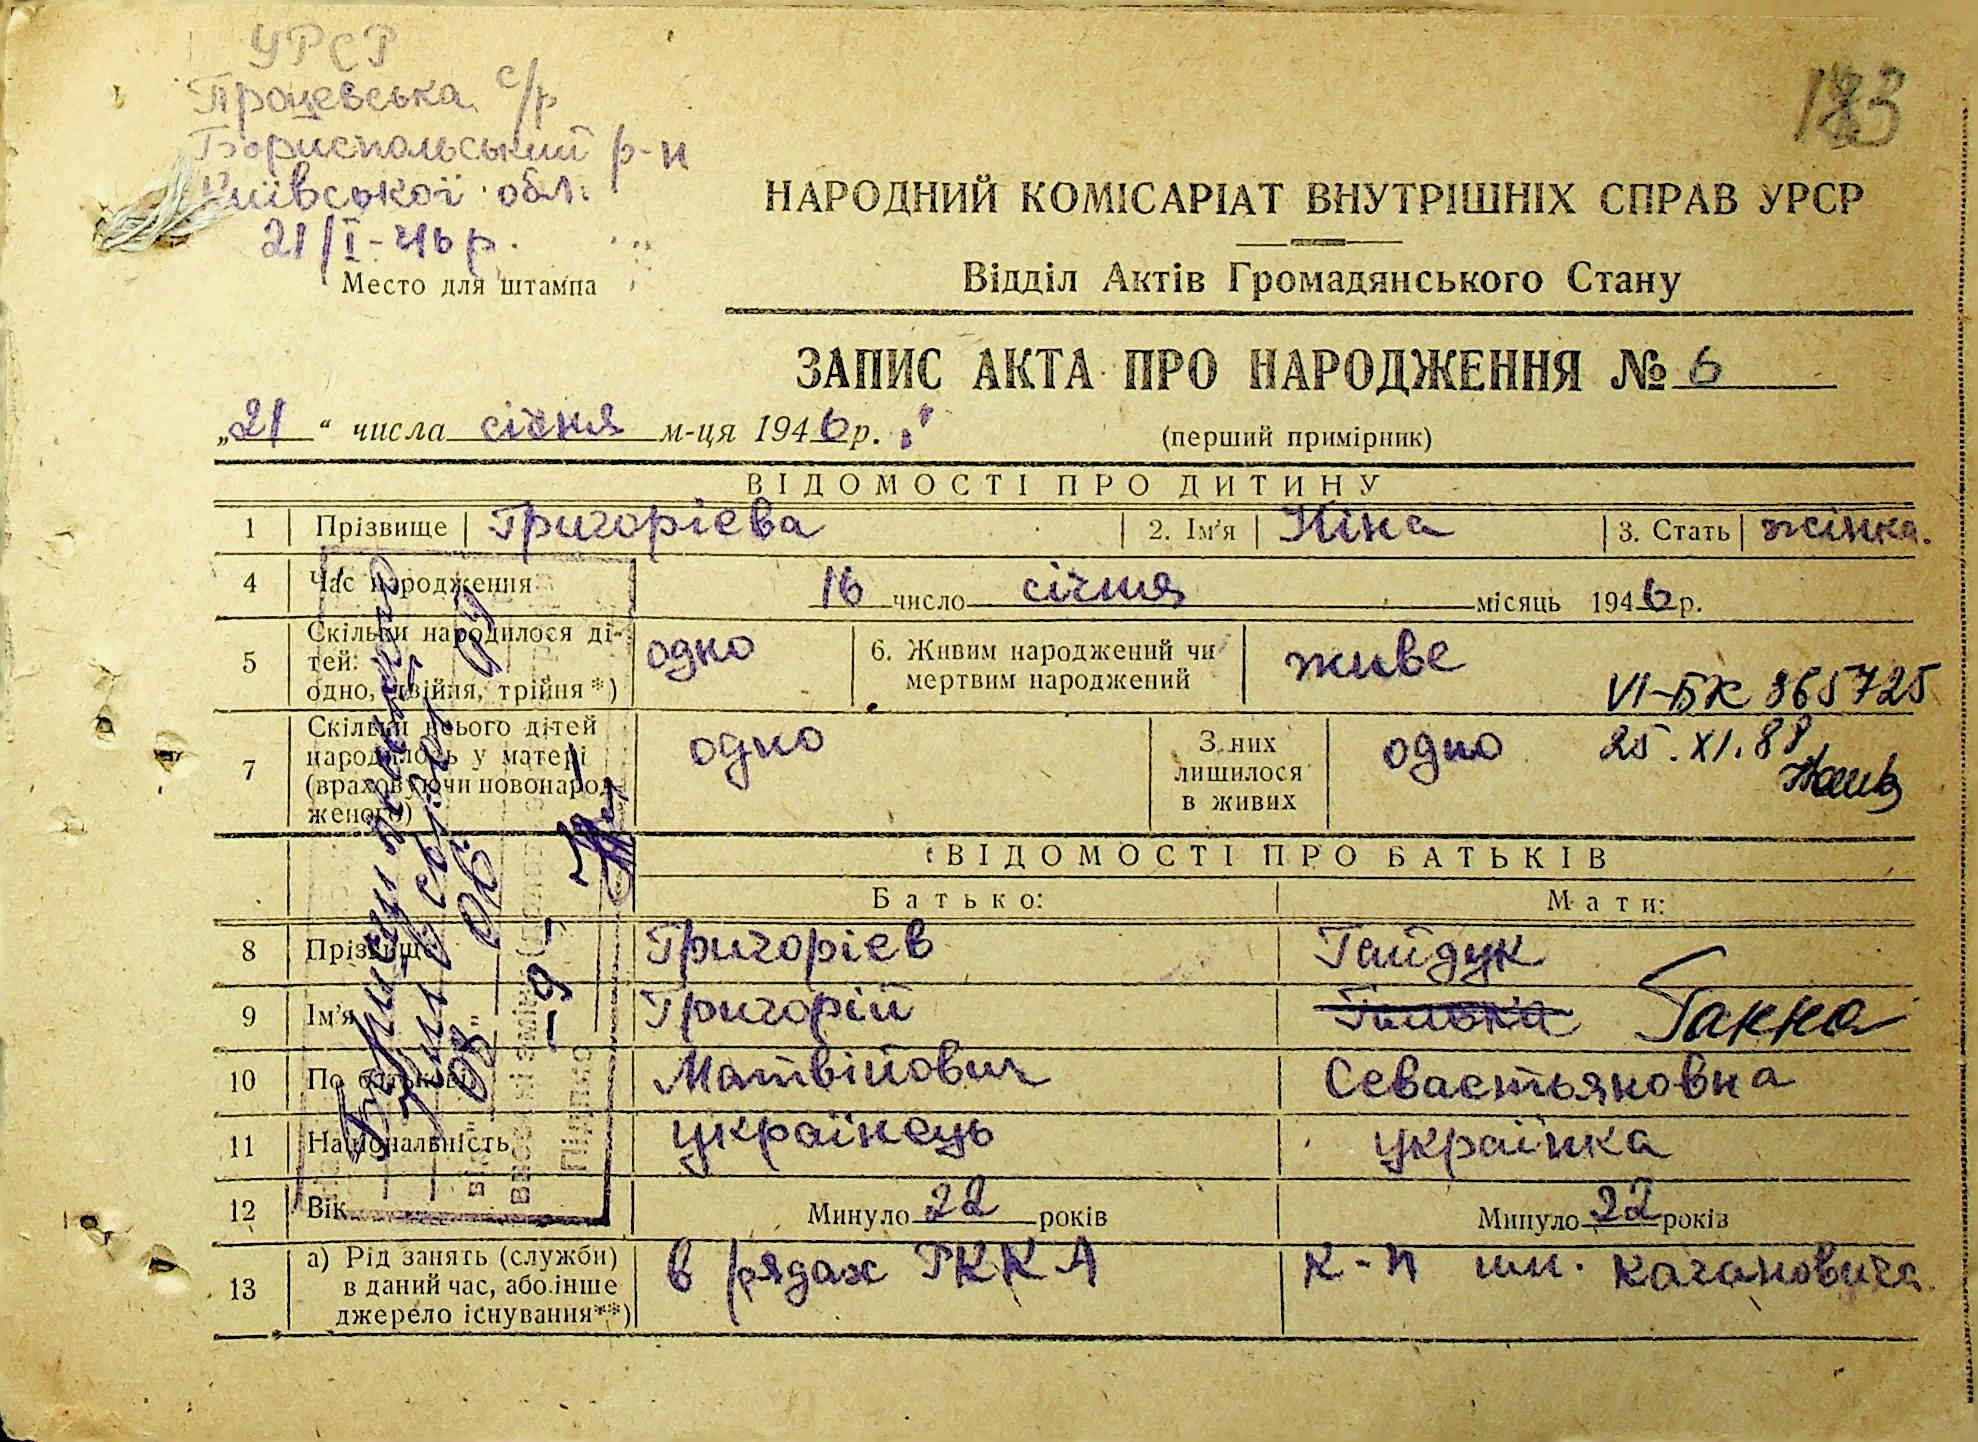 УРСР
183
Процевська с/р
Бориспольський р-н
Київської обл.
21/I-46 р.
Место для штампа
НАРОДНИЙ КОМІСАРІАТ ВНУТРІШНІХ СПРАВ УРСР
Відділ Актів Громадянського Стану
ЗАПИС АКТА ПРО НАРОДЖЕННЯ № 6
„21“ числа січня м-ця 1946 р.
(перший примірник)
ВІДОМОСТІ ПРО ДИТИНУ
1 Прізвище Григорієва 2. Ім'я Ніна 3. Стать жінка.
4 Час народження 16 число січня місяць 1946 р.
5 Скільки народилося ді-
тей:
одно, двійня, трійня*) одно 6. Живим народжений чи
мертвим народжений живе
VI-БК 365725
25.XI.88
7 Скільки всього дітей
народилось у матері
(враховуючи новонарод-
женого) одно З них
лишилося
в живих одно
ВІДОМОСТІ ПРО БАТЬКІВ
Батько: Мати:
8 Прізвище Григорієв Гайдук
9 Ім'я Григорій Ганна
10 По батькові Матвійович Севастьяновна
11 Національність українець українка
12 Вік Минуло 22 років Минуло 22 років
13 а) Рід занять (служби)
в даний час, або інше
джерело існування**) в рядах РККА К-п им. Кагановича